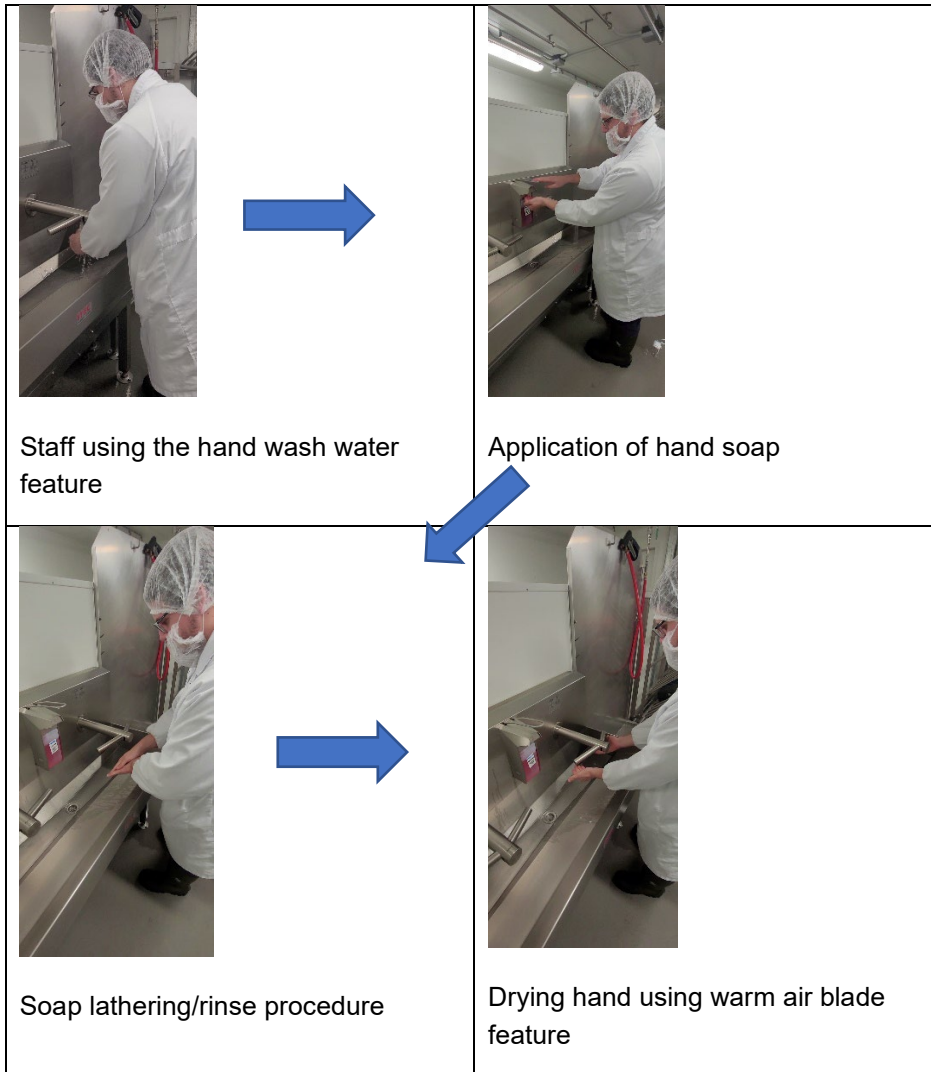 Staff using the hand wash water
feature
Application of hand soap
Soap lathering/rinse procedure
Drying hand using warm air blade
feature